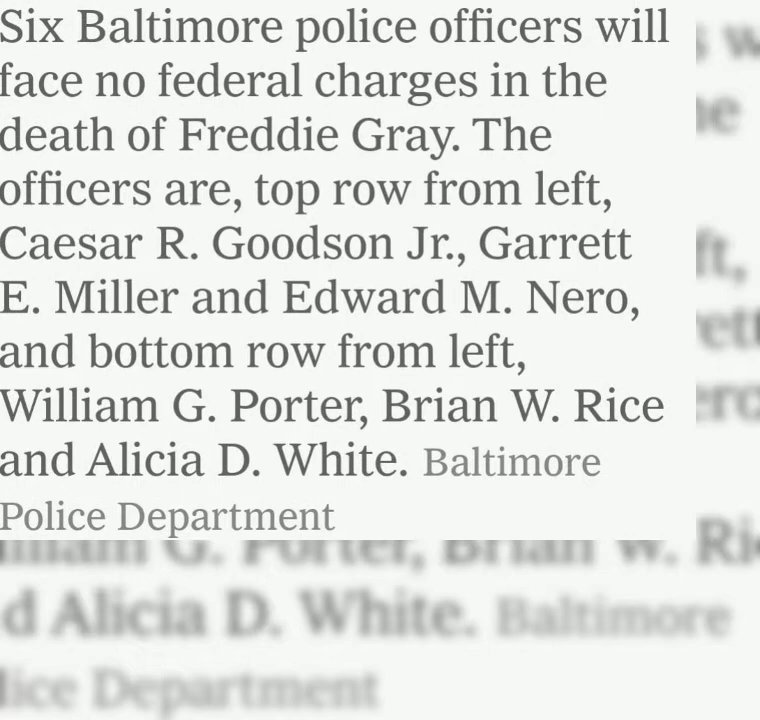 Six Baltimore police officers will
face no federal charges in the
death of Freddie Gray. The
officers are, top row from left,
Caesar R. Goodson Jr., Garrett
E. Miller and Edward M. Nero,
and bottom row from left,
William G. Porter, Brian W. Rice
and Alicia D. White. Baltimore
Police Department